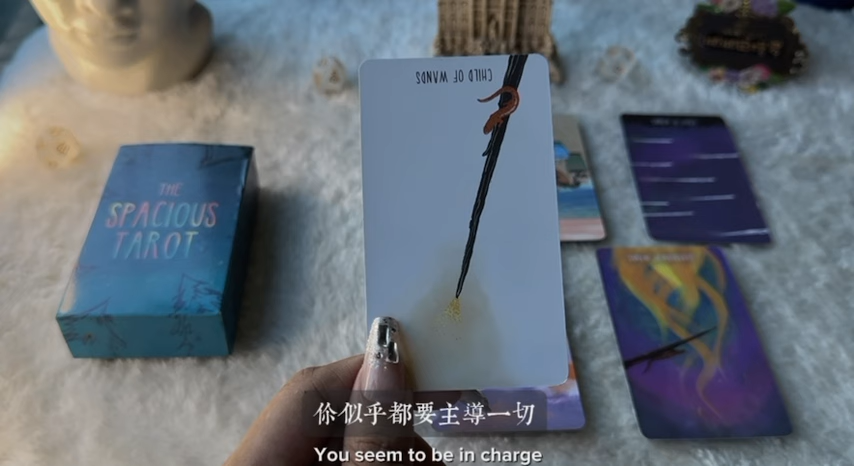 CHILD OF WANDS
THE
SPACIOUS
TAROT
你似乎都要主導一切
You seem to be in charge